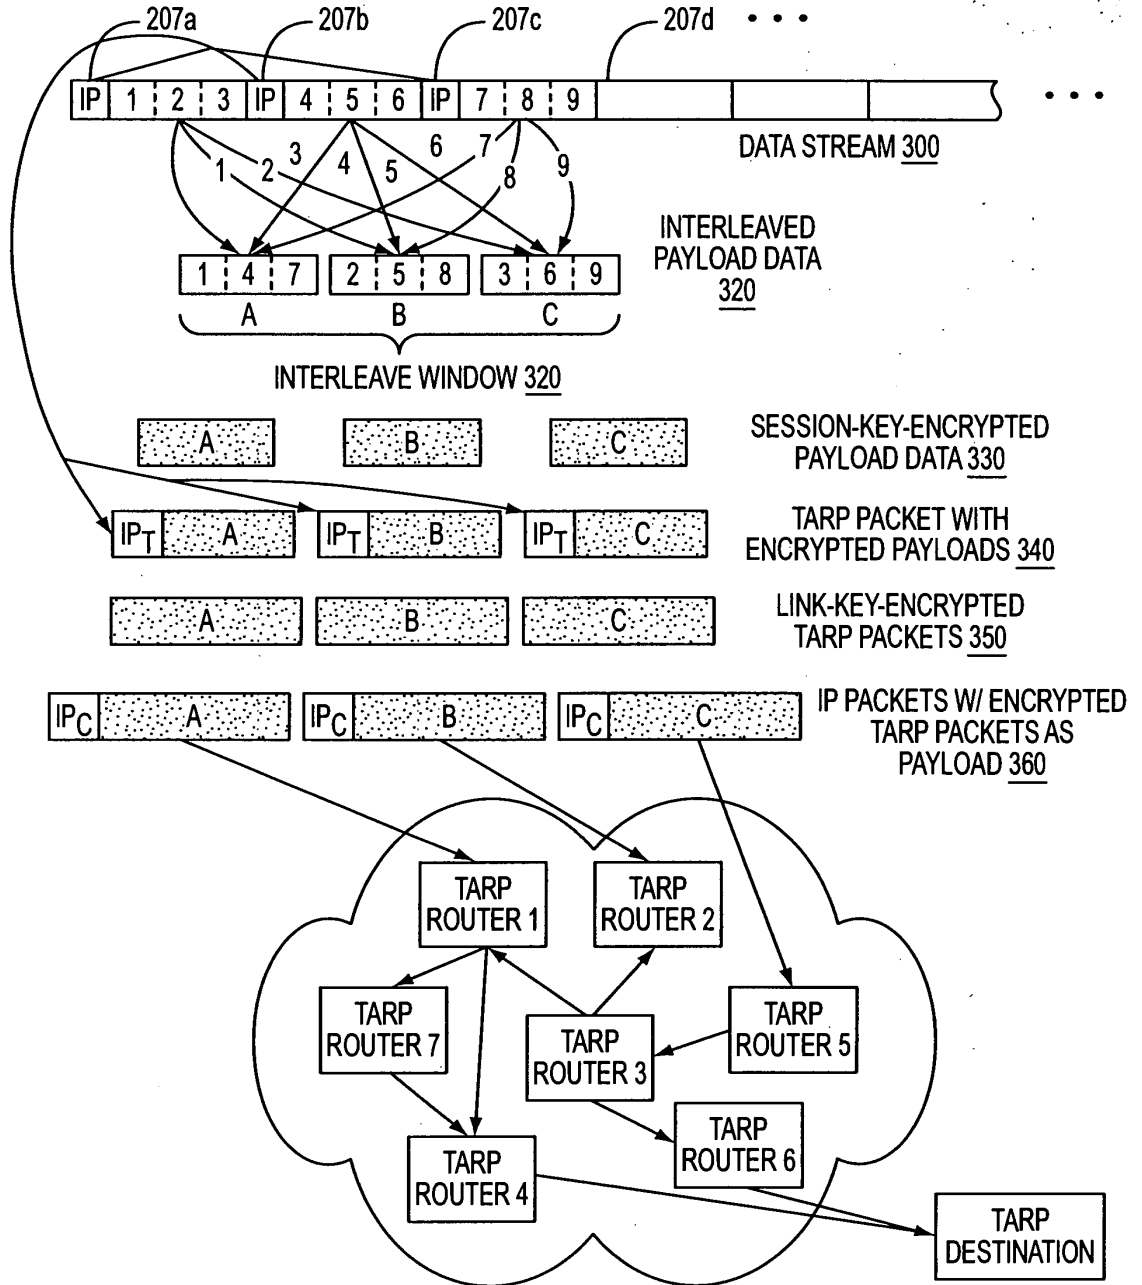 207a 207b 207c 207d • • •
IP 1 2 3 IP 4 5 6 IP 7 8 9 • • •
DATA STREAM 300
1 2 3 4 5 6 7 8 9
INTERLEAVED
PAYLOAD DATA
320
1 4 7 2 5 8 3 6 9
A B C
INTERLEAVE WINDOW 320
A B C
SESSION-KEY-ENCRYPTED
PAYLOAD DATA 330
IPT A IPT B IPT C
TARP PACKET WITH
ENCRYPTED PAYLOADS 340
A B C
LINK-KEY-ENCRYPTED
TARP PACKETS 350
IPC A IPC B IPC C
IP PACKETS W/ ENCRYPTED
TARP PACKETS AS
PAYLOAD 360
TARP
ROUTER 1
TARP
ROUTER 2
TARP
ROUTER 7
TARP
ROUTER 3
TARP
ROUTER 5
TARP
ROUTER 4
TARP
ROUTER 6
TARP
DESTINATION